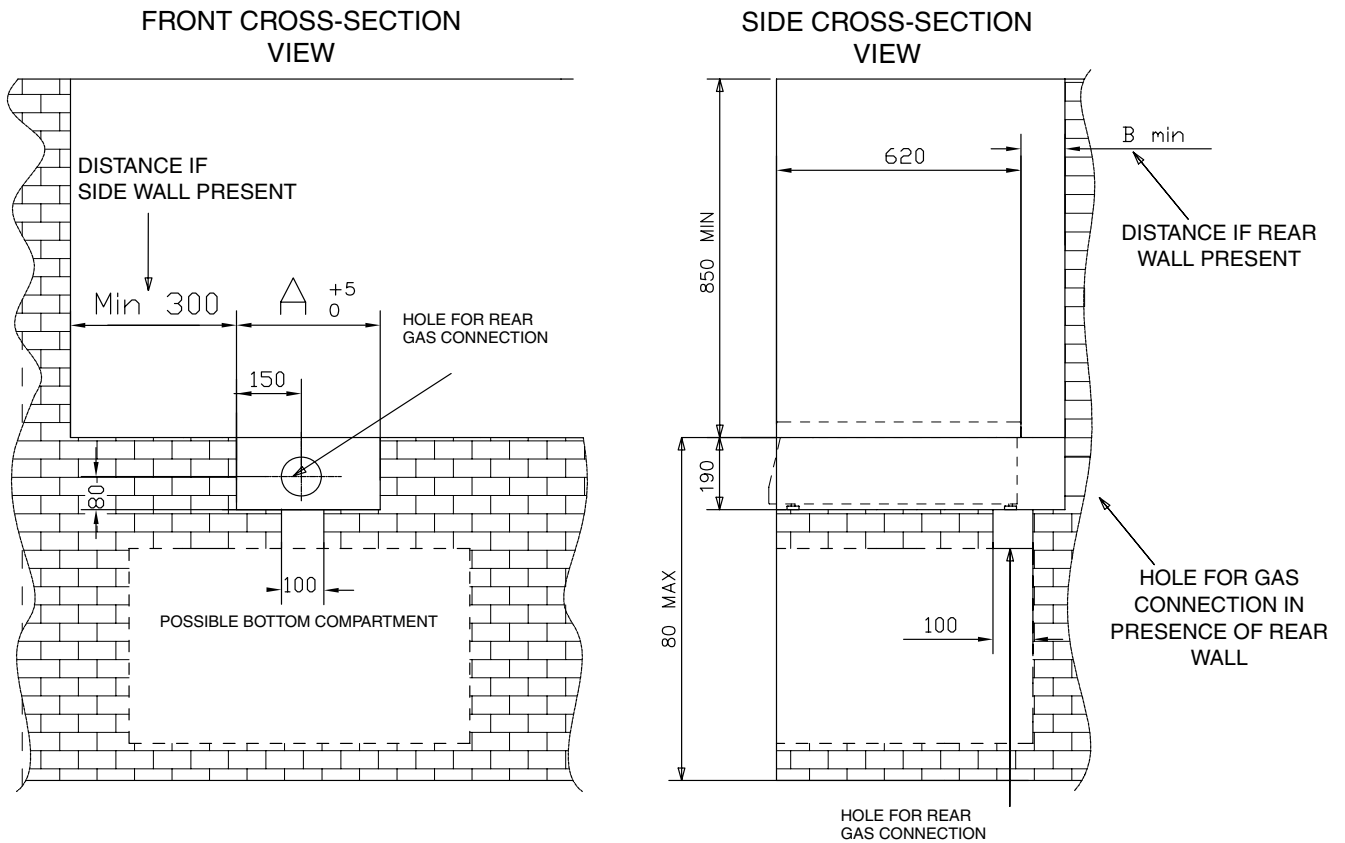 FRONT CROSS-SECTION
VIEW
DISTANCE IF
SIDE WALL PRESENT
Min 300
A +5
0
HOLE FOR REAR
GAS CONNECTION
150
80
100
POSSIBLE BOTTOM COMPARTMENT
SIDE CROSS-SECTION
VIEW
B min
620
850 MIN
DISTANCE IF REAR
WALL PRESENT
190
80 MAX
100
HOLE FOR GAS
CONNECTION IN
PRESENCE OF REAR
WALL
HOLE FOR REAR
GAS CONNECTION